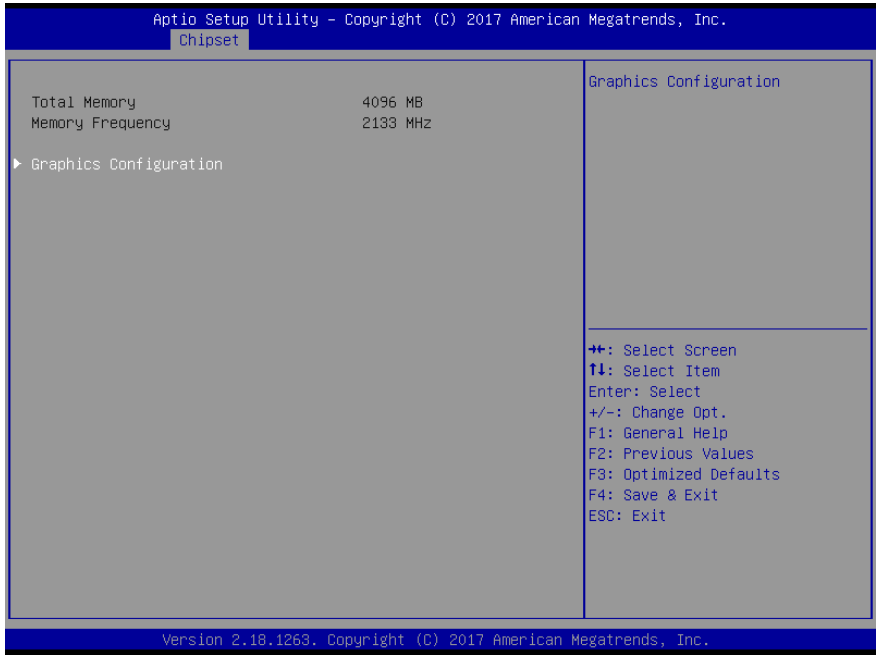 Aptio Setup Utility – Copyright (C) 2017 American Megatrends, Inc.
Chipset
Total Memory 4096 MB
Memory Frequency 2133 MHz
Graphics Configuration
Graphics Configuration
→←: Select Screen
↑↓: Select Item
Enter: Select
+/-: Change Opt.
F1: General Help
F2: Previous Values
F3: Optimized Defaults
F4: Save & Exit
ESC: Exit
Version 2.18.1263. Copyright (C) 2017 American Megatrends, Inc.